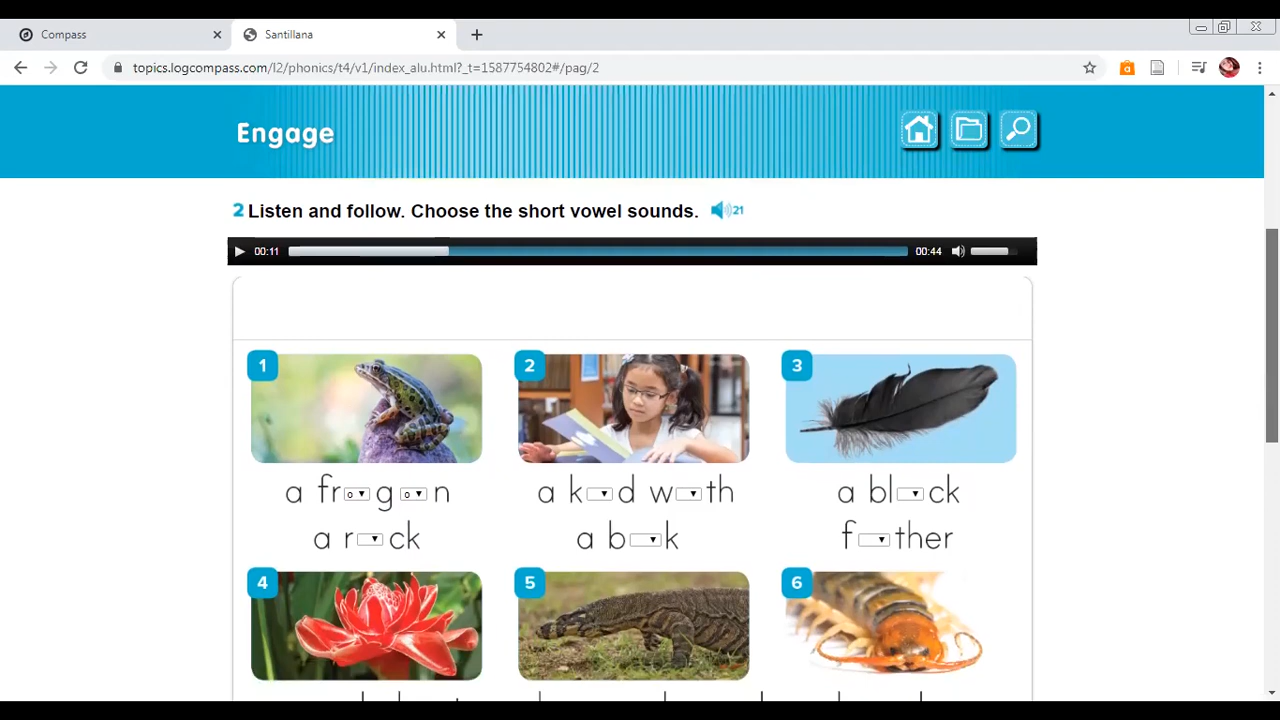 Compass
Santillana
topics.logcompass.com/l2/phonics/t4/v1/index_alu.html?_t=1587754802#/pag/2
Engage
2 Listen and follow. Choose the short vowel sounds. 21
00:11 00:44
1 2 3
a fr o g o n
a k d w th
a bl ck
a r ck
a b k
f ther
4 5 6